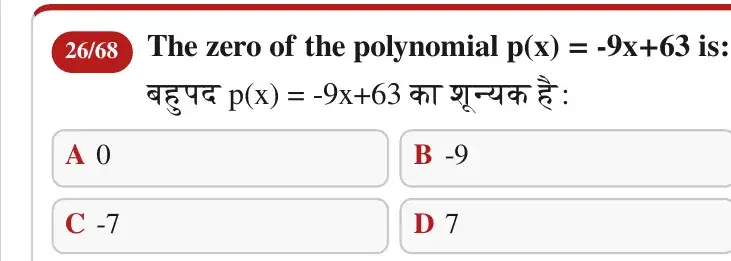 26/68 The zero of the polynomial p(x) = -9x+63 is:
बहुपद p(x) = -9x+63 का शून्यक है :
A 0
B -9
C -7
D 7